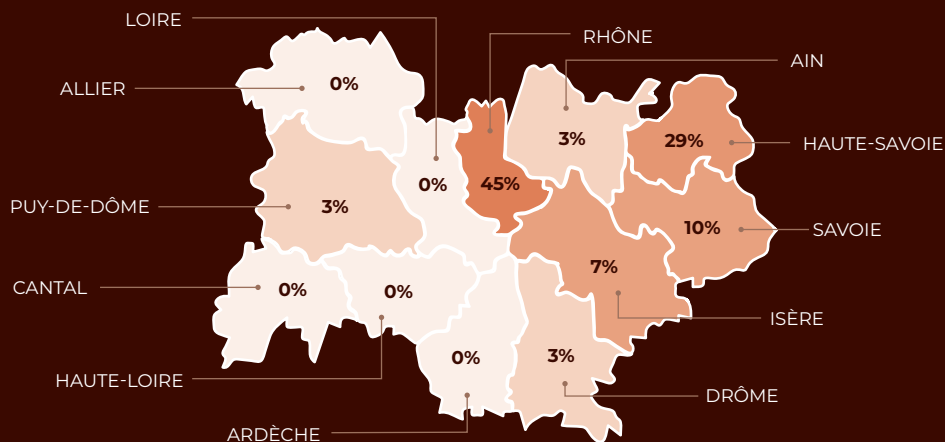 LOIRE
RHÔNE
AIN
ALLIER
0%
3%
29%
HAUTE-SAVOIE
0%
45%
PUY-DE-DÔME
3%
10%
SAVOIE
7%
CANTAL
0%
0%
ISÈRE
0%
3%
HAUTE-LOIRE
DRÔME
ARDÈCHE